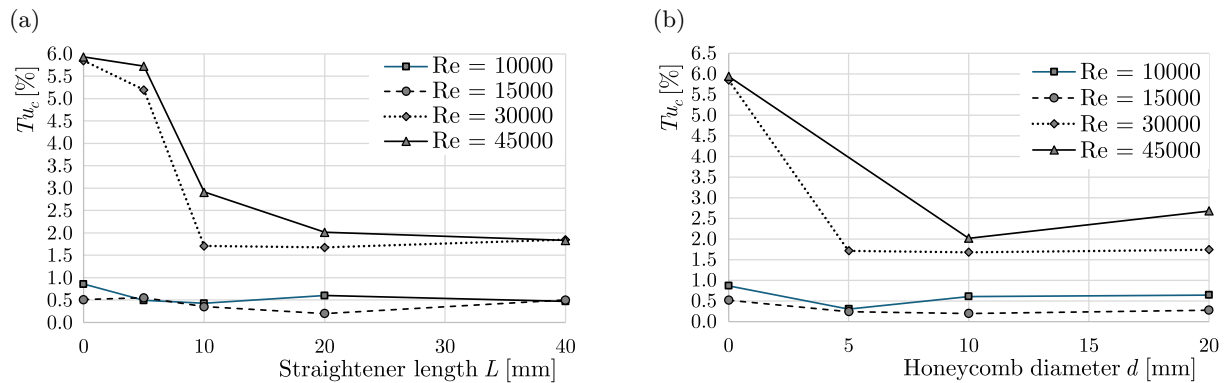 (a)
Tu_c [%]
6.0
5.5
5.0
4.5
4.0
3.5
3.0
2.5
2.0
1.5
1.0
0.5
0.0
0 10 20 30 40
Straightener length L [mm]
Re = 10000
Re = 15000
Re = 30000
Re = 45000
(b)
Tu_c [%]
6.5
6.0
5.5
5.0
4.5
4.0
3.5
3.0
2.5
2.0
1.5
1.0
0.5
0.0
0 5 10 15 20
Honeycomb diameter d [mm]
Re = 10000
Re = 15000
Re = 30000
Re = 45000